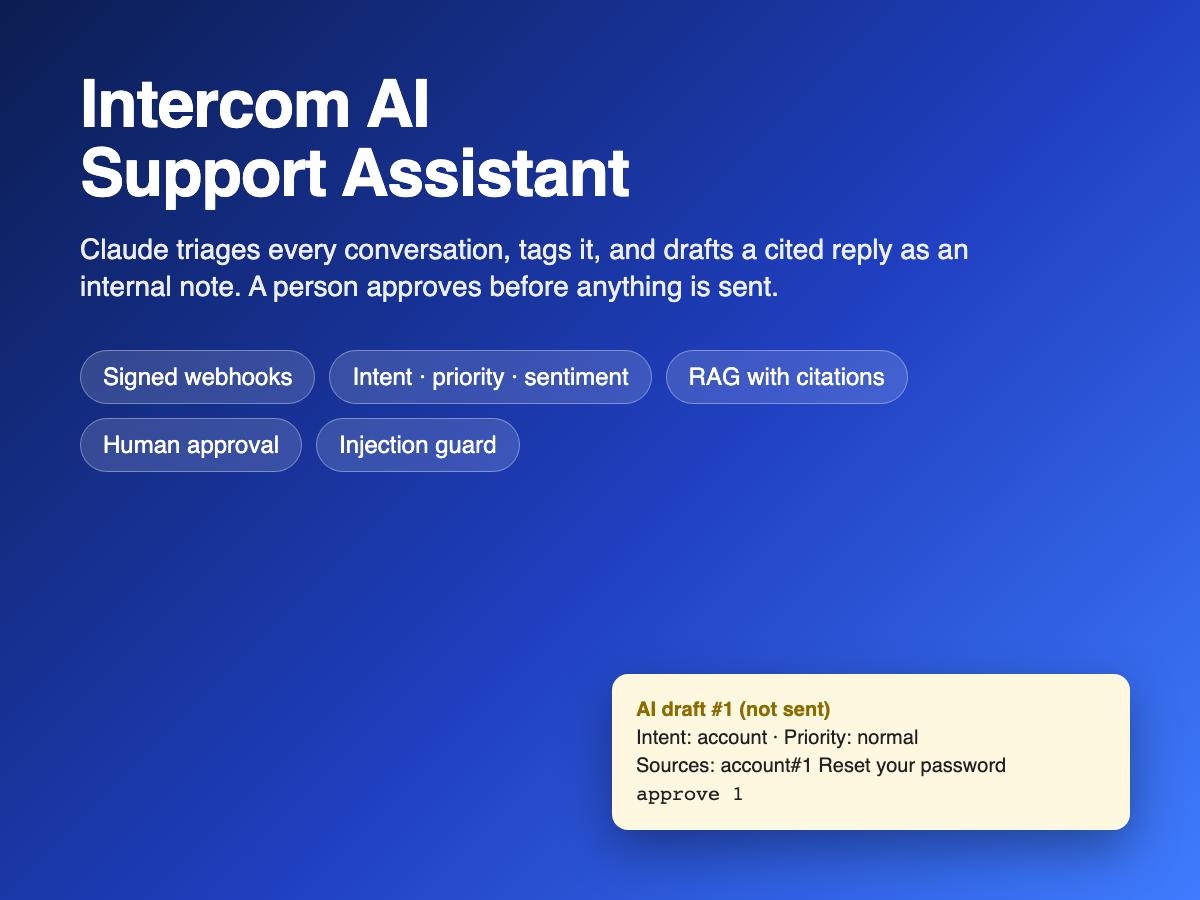 Intercom AI
Support Assistant
Claude triages every conversation, tags it, and drafts a cited reply as an
internal note. A person approves before anything is sent.
Signed webhooks
Intent · priority · sentiment
RAG with citations
Human approval
Injection guard
AI draft #1 (not sent)
Intent: account · Priority: normal
Sources: account#1 Reset your password
approve 1